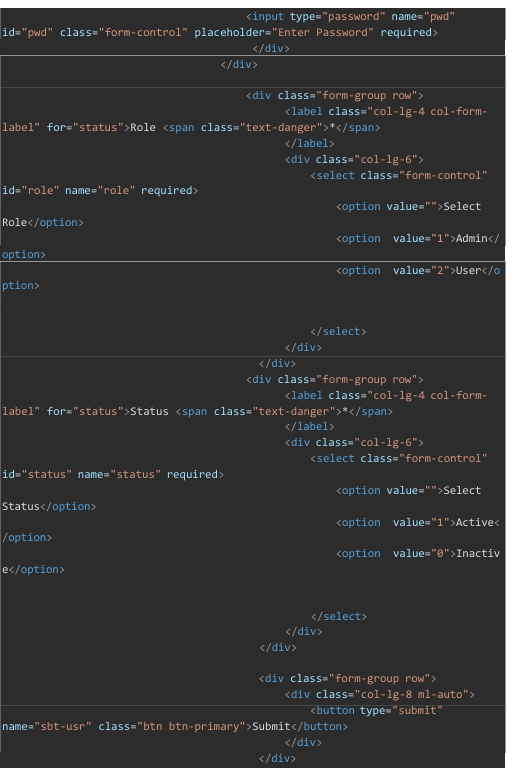 <input type="password" name="pwd"
id="pwd" class="form-control" placeholder="Enter Password" required>
</div>
</div>
<div class="form-group row">
<label class="col-lg-4 col-form-
label" for="status">Role <span class="text-danger">*</span>
</label>
<div class="col-lg-6">
<select class="form-control"
id="role" name="role" required>
<option value="">Select
Role</option>
<option  value="1">Admin</
option>
<option  value="2">User</o
ption>
</select>
</div>
</div>
<div class="form-group row">
<label class="col-lg-4 col-form-
label" for="status">Status <span class="text-danger">*</span>
</label>
<div class="col-lg-6">
<select class="form-control"
id="status" name="status" required>
<option value="">Select
Status</option>
<option  value="1">Active<
/option>
<option  value="0">Inactiv
e</option>
</select>
</div>
</div>
<div class="form-group row">
<div class="col-lg-8 ml-auto">
<button type="submit"
name="sbt-usr" class="btn btn-primary">Submit</button>
</div>
</div>